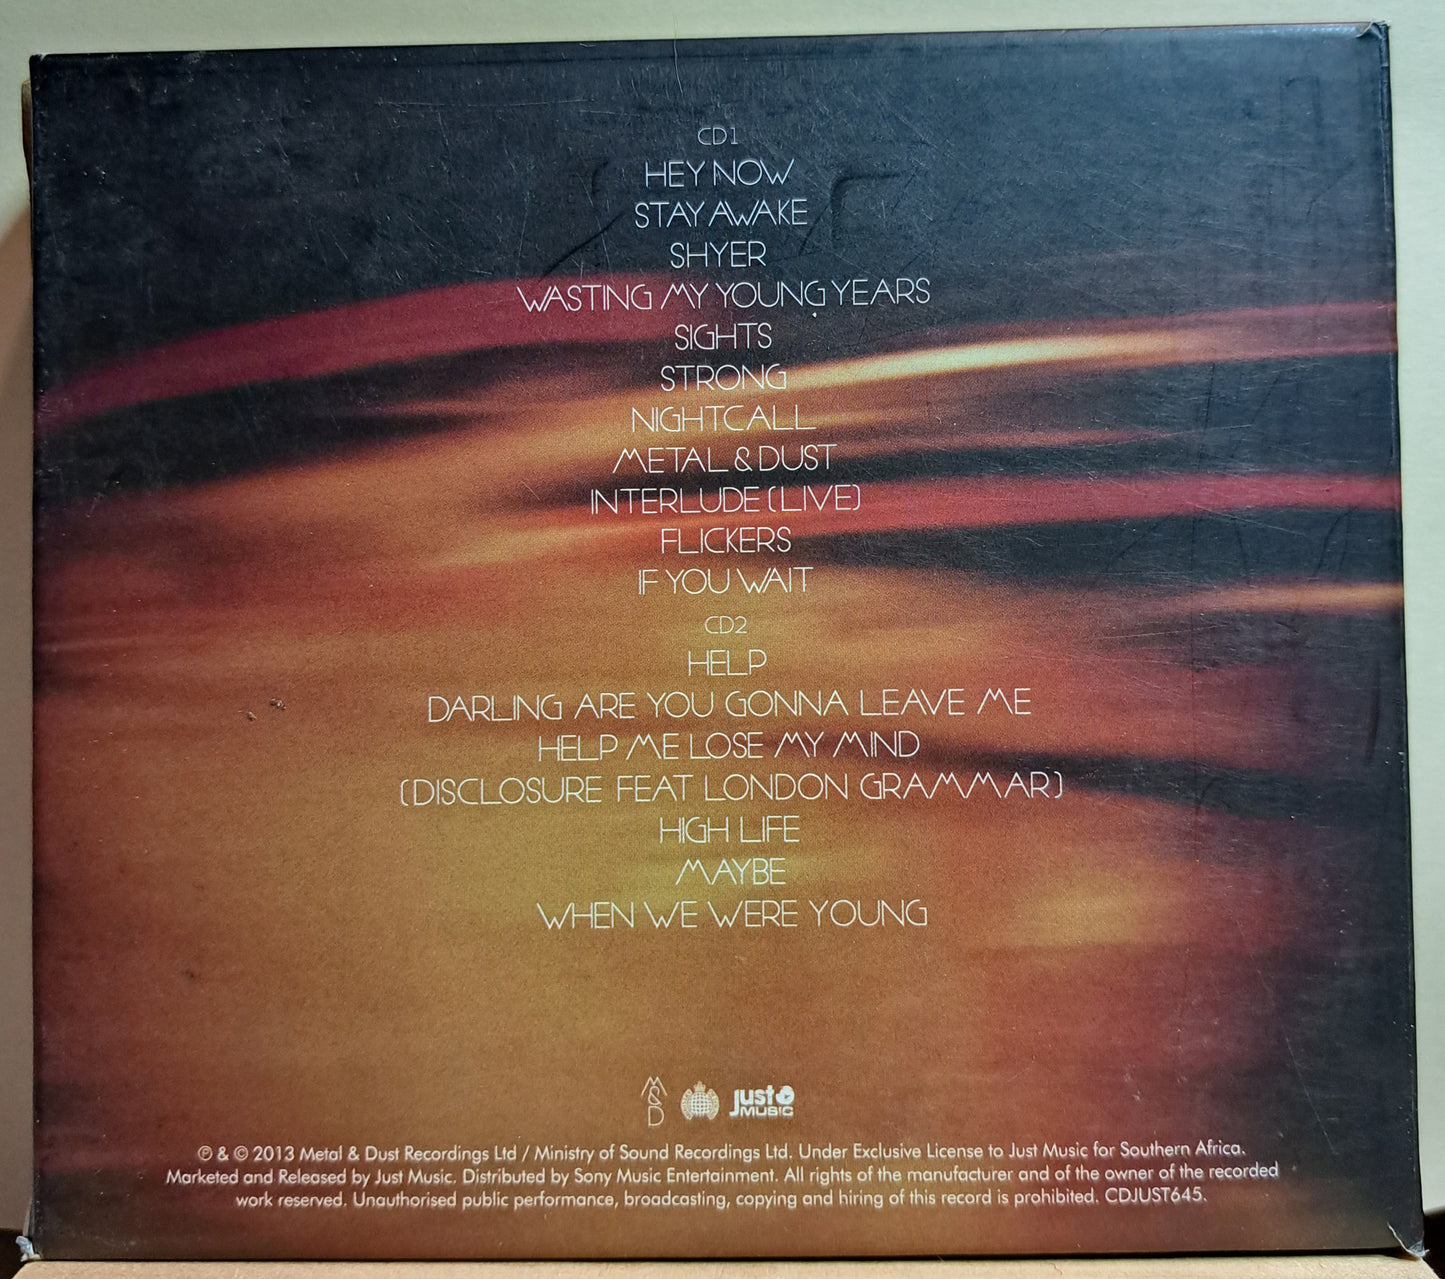 CD1
HEY NOW
STAY AWAKE
SHYER
WASTING MY YOUNG YEARS
SIGHTS
STRONG
NIGHTCALL
METAL & DUST
INTERLUDE (LIVE)
FLICKERS
IF YOU WAIT
CD2
HELP
DARLING ARE YOU GONNA LEAVE ME
HELP ME LOSE MY MIND
(DISCLOSURE FEAT LONDON GRAMMAR)
HIGH LIFE
MAYBE
WHEN WE WERE YOUNG
M&D just MUSIC
℗ & © 2013 Metal & Dust Recordings Ltd / Ministry of Sound Recordings Ltd. Under Exclusive License to Just Music for Southern Africa.
Marketed and Released by Just Music. Distributed by Sony Music Entertainment. All rights of the manufacturer and of the owner of the recorded
work reserved. Unauthorised public performance, broadcasting, copying and hiring of this record is prohibited. CDJUST645.